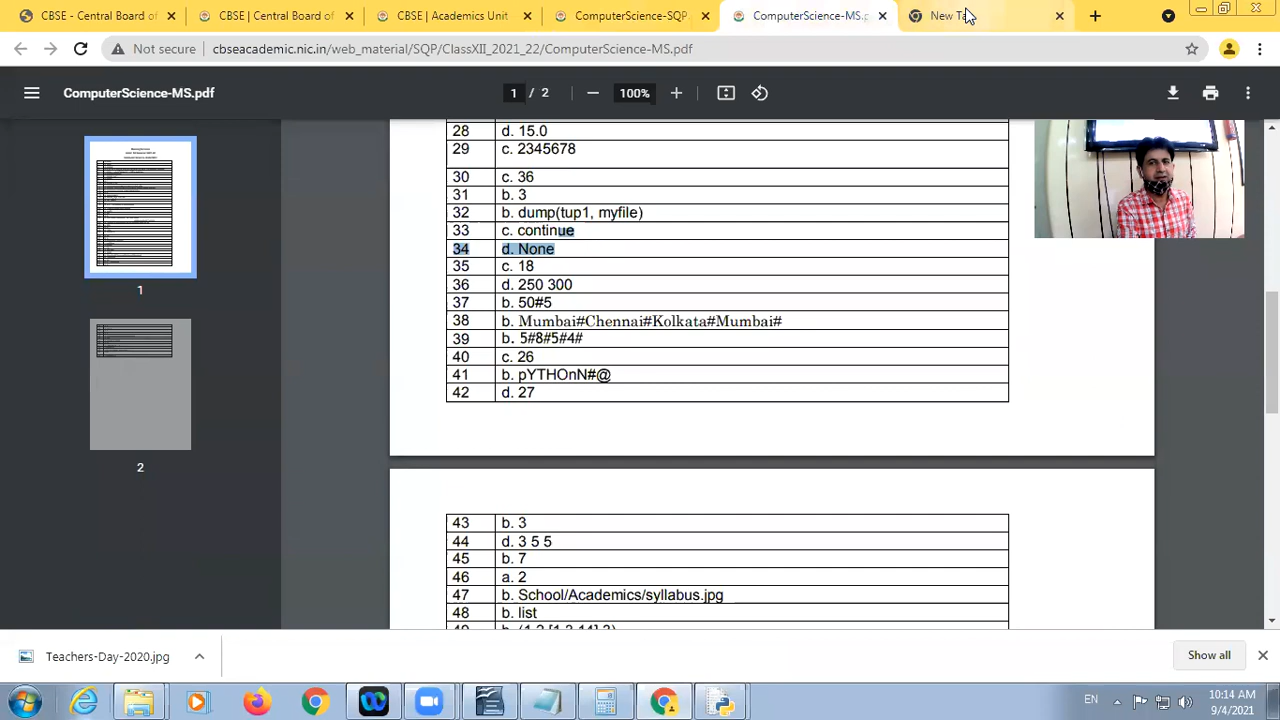 CBSE - Central Board of
CBSE | Central Board of
CBSE | Academics Unit
ComputerScience-SQP
ComputerScience-MS.p
New Ta
Not secure
cbseacademic.nic.in/web_material/SQP/ClassXII_2021_22/ComputerScience-MS.pdf
ComputerScience-MS.pdf
1 / 2
100%
28 d. 15.0
29 c. 2345678
30 c. 36
31 b. 3
32 b. dump(tup1, myfile)
33 c. continue
34 d. None
35 c. 18
36 d. 250 300
37 b. 50#5
38 b. Mumbai#Chennai#Kolkata#Mumbai#
39 b. 5#8#5#4#
40 c. 26
41 b. pYTHOnN#@
42 d. 27
1
2
43 b. 3
44 d. 3 5 5
45 b. 7
46 a. 2
47 b. School/Academics/syllabus.jpg
48 b. list
Teachers-Day-2020.jpg
Show all
EN
10:14 AM
9/4/2021